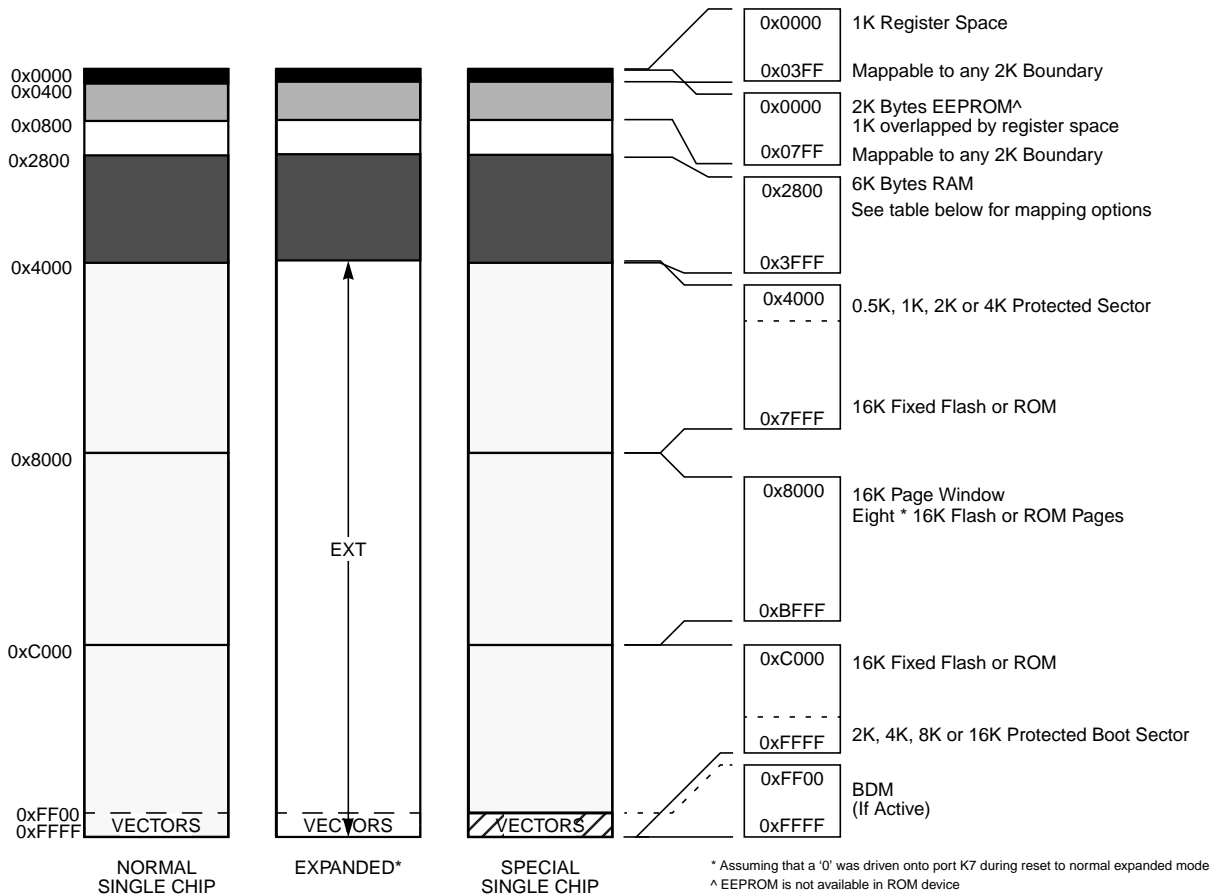 0x0000
0x0400
0x0800
0x2800
0x4000
0x8000
0xC000
0xFF00
0xFFFF
EXT
VECTORS
VECTORS
VECTORS
NORMAL
SINGLE CHIP
EXPANDED*
SPECIAL
SINGLE CHIP
0x0000 1K Register Space
0x03FF Mappable to any 2K Boundary
0x0000 2K Bytes EEPROM^
1K overlapped by register space
0x07FF Mappable to any 2K Boundary
0x2800 6K Bytes RAM
See table below for mapping options
0x3FFF
0x4000 0.5K, 1K, 2K or 4K Protected Sector
0x7FFF 16K Fixed Flash or ROM
0x8000 16K Page Window
Eight * 16K Flash or ROM Pages
0xBFFF
0xC000 16K Fixed Flash or ROM
0xFFFF 2K, 4K, 8K or 16K Protected Boot Sector
0xFF00 BDM
(If Active)
0xFFFF
* Assuming that a ‘0’ was driven onto port K7 during reset to normal expanded mode
^ EEPROM is not available in ROM device